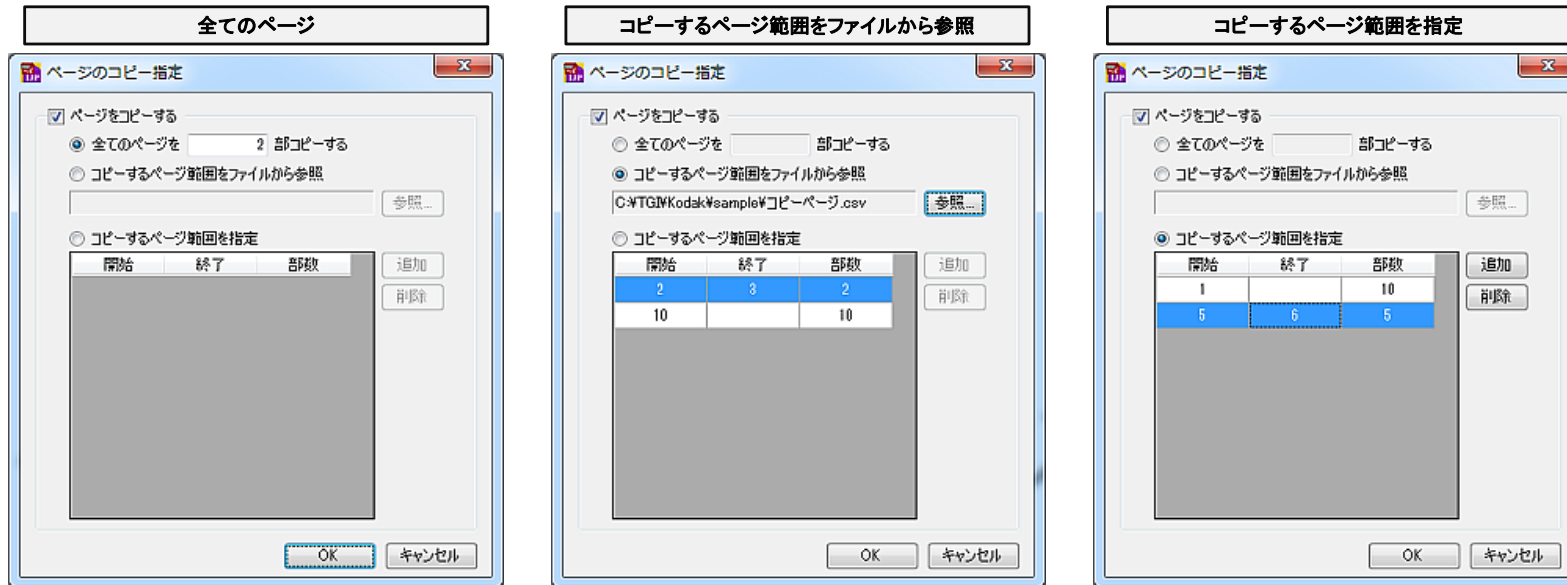 全てのページ
ページのコピー指定
ページをコピーする
全てのページを 2 部コピーする
コピーするページ範囲をファイルから参照
参照...
コピーするページ範囲を指定
開始 終了 部数
追加
削除
OK キャンセル
コピーするページ範囲をファイルから参照
ページのコピー指定
ページをコピーする
全てのページを 部コピーする
コピーするページ範囲をファイルから参照
C:¥TGI¥Kodak¥sample¥コピーページ.csv 参照...
コピーするページ範囲を指定
開始 終了 部数
追加
2 3 2
削除
10 10
OK キャンセル
コピーするページ範囲を指定
ページのコピー指定
ページをコピーする
全てのページを 部コピーする
コピーするページ範囲をファイルから参照
参照...
コピーするページ範囲を指定
開始 終了 部数
追加
1 10
削除
5 6 5
OK キャンセル